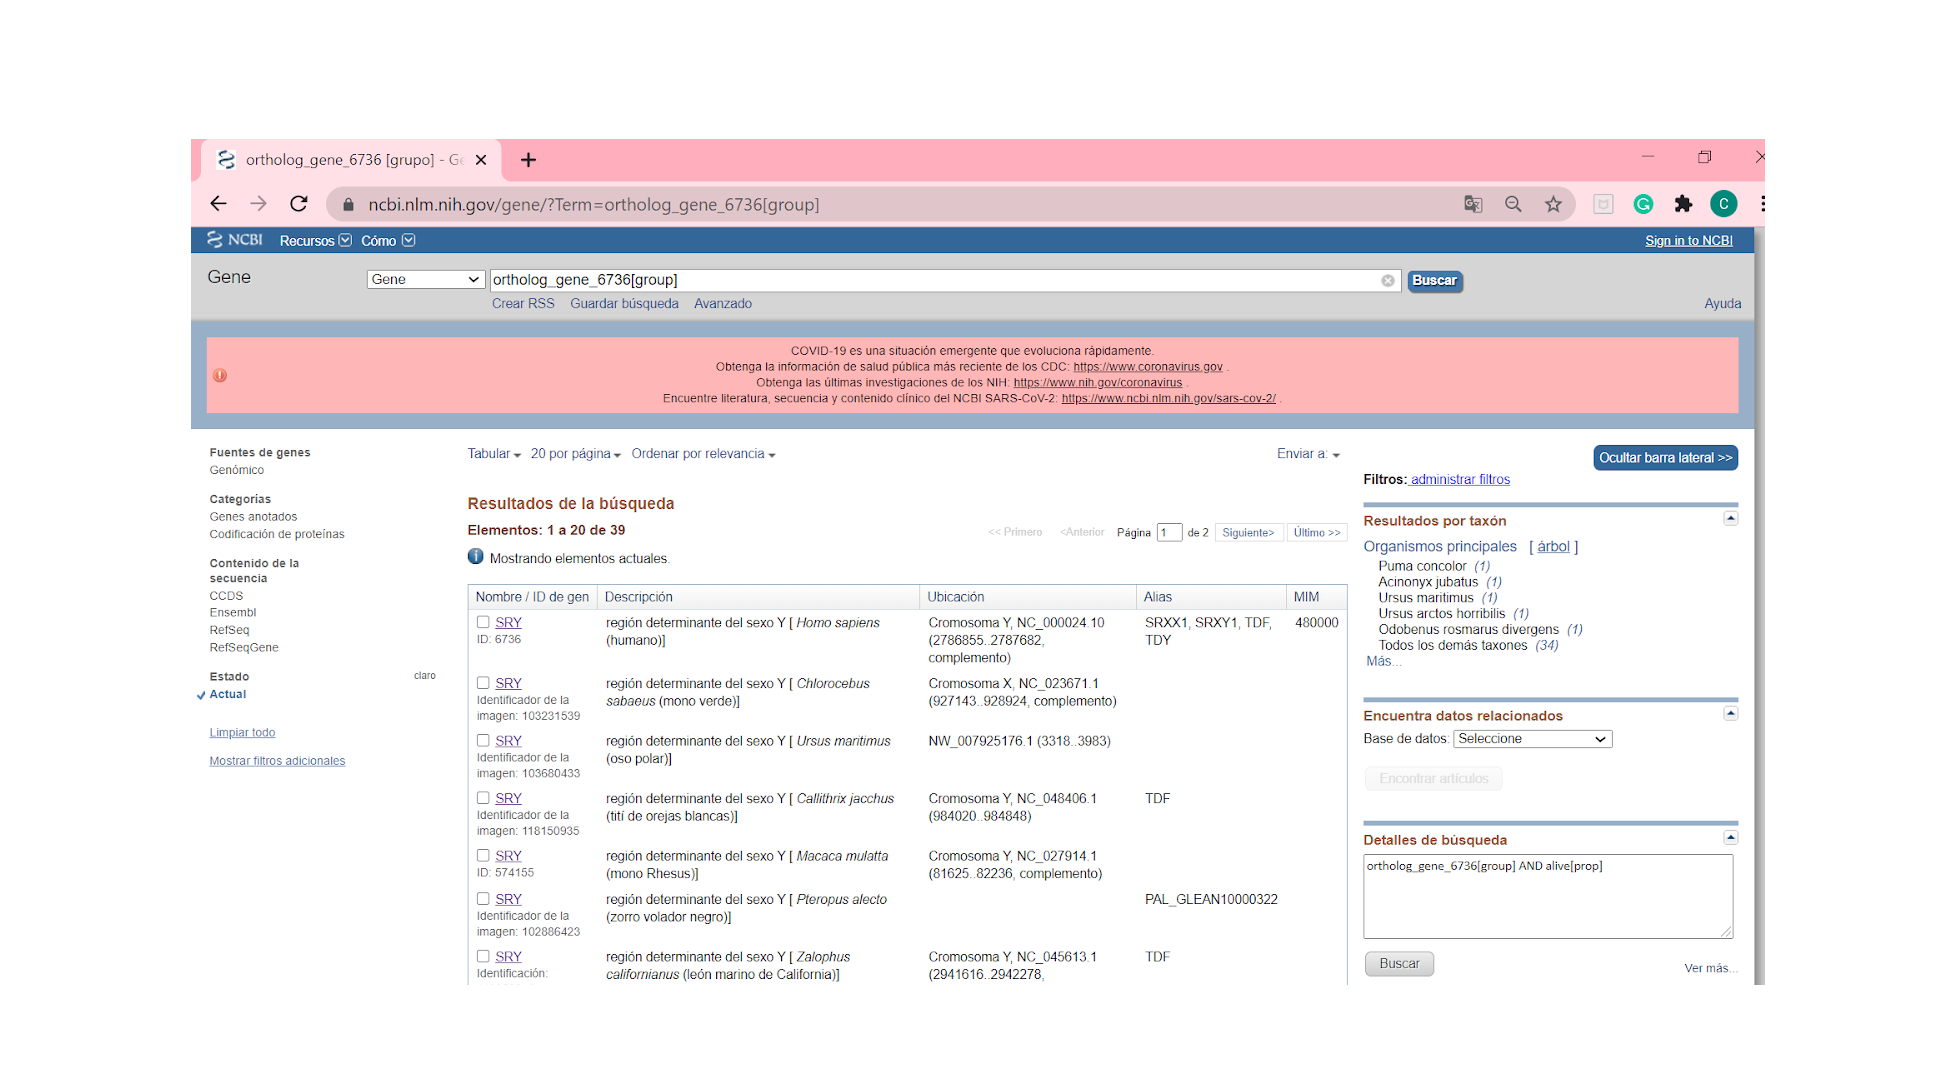 ortholog_gene_6736 [grupo] - Ge
ncbi.nlm.nih.gov/gene/?Term=ortholog_gene_6736[group]
C
NCBI Recursos Cómo Sign in to NCBI
Gene Gene ortholog_gene_6736[group] Buscar
Crear RSS Guardar búsqueda Avanzado Ayuda
COVID-19 es una situación emergente que evoluciona rápidamente.
Obtenga la información de salud pública más reciente de los CDC: https://www.coronavirus.gov .
Obtenga las últimas investigaciones de los NIH: https://www.nih.gov/coronavirus .
Encuentre literatura, secuencia y contenido clínico del NCBI SARS-CoV-2: https://www.ncbi.nlm.nih.gov/sars-cov-2/ .
Fuentes de genes
Genómico
Categorías
Genes anotados
Codificación de proteínas
Contenido de la
secuencia
CCDS
Ensembl
RefSeq
RefSeqGene
Estado claro
Actual
Limpiar todo
Mostrar filtros adicionales
Tabular 20 por página Ordenar por relevancia Enviar a:
Resultados de la búsqueda
Elementos: 1 a 20 de 39
<< Primero <Anterior Página 1 de 2 Siguiente> Último >>
Mostrando elementos actuales.
Nombre / ID de gen Descripción Ubicación Alias MIM
SRY región determinante del sexo Y [ Homo sapiens Cromosoma Y, NC_000024.10 SRXX1, SRXY1, TDF, 480000
ID: 6736 (humano)] (2786855..2787682, TDY
complemento)
SRY región determinante del sexo Y [ Chlorocebus Cromosoma X, NC_023671.1
Identificador de la sabaeus (mono verde)] (927143..928924, complemento)
imagen: 103231539
SRY región determinante del sexo Y [ Ursus maritimus NW_007925176.1 (3318..3983)
Identificador de la (oso polar)]
imagen: 103680433
SRY región determinante del sexo Y [ Callithrix jacchus Cromosoma Y, NC_048406.1 TDF
Identificador de la (tití de orejas blancas)] (984020..984848)
imagen: 118150935
SRY región determinante del sexo Y [ Macaca mulatta Cromosoma Y, NC_027914.1
ID: 574155 (mono Rhesus)] (81625..82236, complemento)
SRY región determinante del sexo Y [ Pteropus alecto PAL_GLEAN10000322
Identificador de la (zorro volador negro)]
imagen: 102886423
SRY región determinante del sexo Y [ Zalophus Cromosoma Y, NC_045613.1 TDF
Identificación: californianus (león marino de California)] (2941616..2942278,
Ocultar barra lateral >>
Filtros: administrar filtros
Resultados por taxón
Organismos principales [ árbol ]
Puma concolor (1)
Acinonyx jubatus (1)
Ursus maritimus (1)
Ursus arctos horribilis (1)
Odobenus rosmarus divergens (1)
Todos los demás taxones (34)
Más...
Encuentra datos relacionados
Base de datos: Seleccione
Encontrar artículos
Detalles de búsqueda
ortholog_gene_6736[group] AND alive[prop]
Buscar
Ver más...